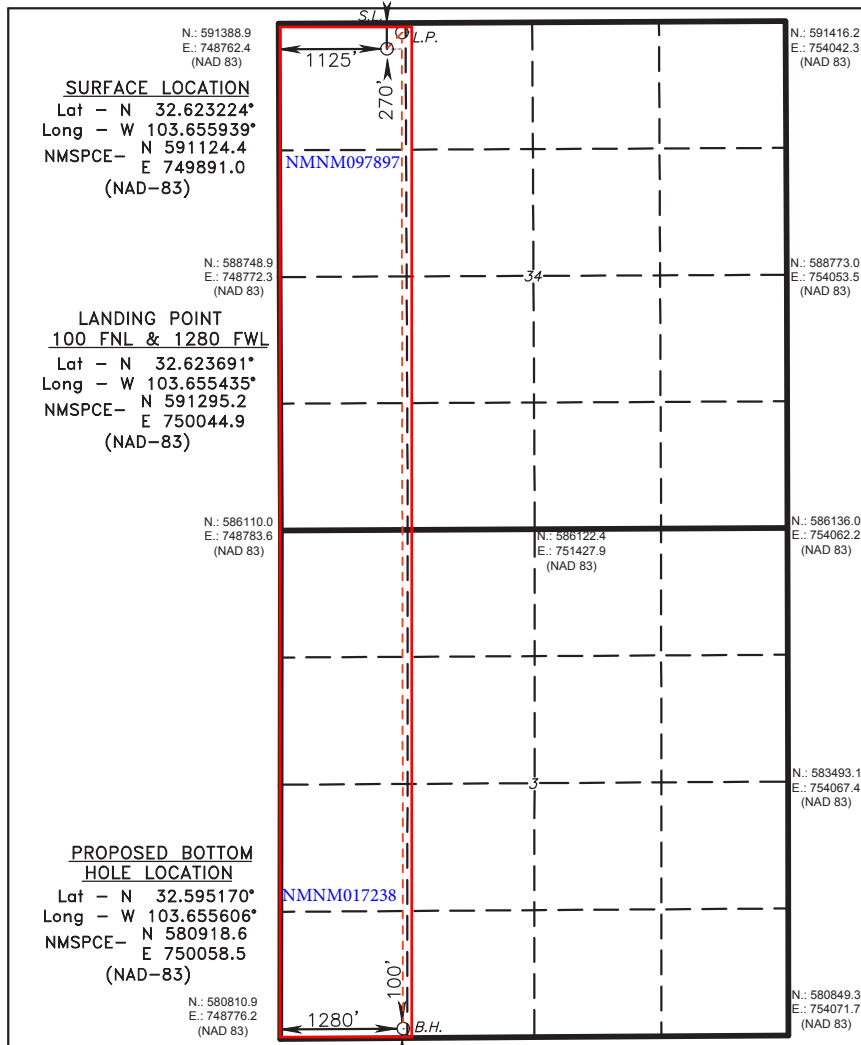 S.L.
N.: 591388.9
E.: 748762.4
(NAD 83)
L.P.
N.: 591416.2
E.: 754042.3
(NAD 83)
1125'
270'
SURFACE LOCATION
Lat - N 32.623224°
Long - W 103.655939°
NMSPCE- N 591124.4
E 749891.0
(NAD-83)
NMNM097897
N.: 588748.9
E.: 748772.3
(NAD 83)
34
N.: 588773.0
E.: 754053.5
(NAD 83)
LANDING POINT
100 FNL & 1280 FWL
Lat - N 32.623691°
Long - W 103.655435°
NMSPCE- N 591295.2
E 750044.9
(NAD-83)
N.: 586110.0
E.: 748783.6
(NAD 83)
N.: 586122.4
E.: 751427.9
(NAD 83)
N.: 586136.0
E.: 754062.2
(NAD 83)
3
N.: 583493.1
E.: 754067.4
(NAD 83)
PROPOSED BOTTOM
HOLE LOCATION
Lat - N 32.595170°
Long - W 103.655606°
NMSPCE- N 580918.6
E 750058.5
(NAD-83)
NMNM017238
100'
N.: 580810.9
E.: 748776.2
(NAD 83)
1280'
B.H.
N.: 580849.3
E.: 754071.7
(NAD 83)